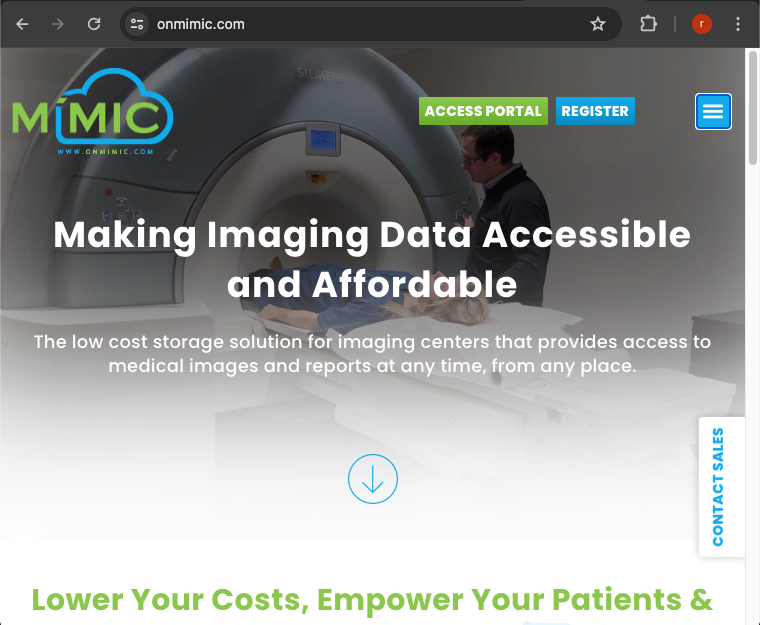 onmimic.com
r
SIEMENS
MiMIC
WWW.ONMIMIC.COM
ACCESS PORTAL
REGISTER
Making Imaging Data Accessible
and Affordable
The low cost storage solution for imaging centers that provides access to
medical images and reports at any time, from any place.
CONTACT SALES
Lower Your Costs, Empower Your Patients &